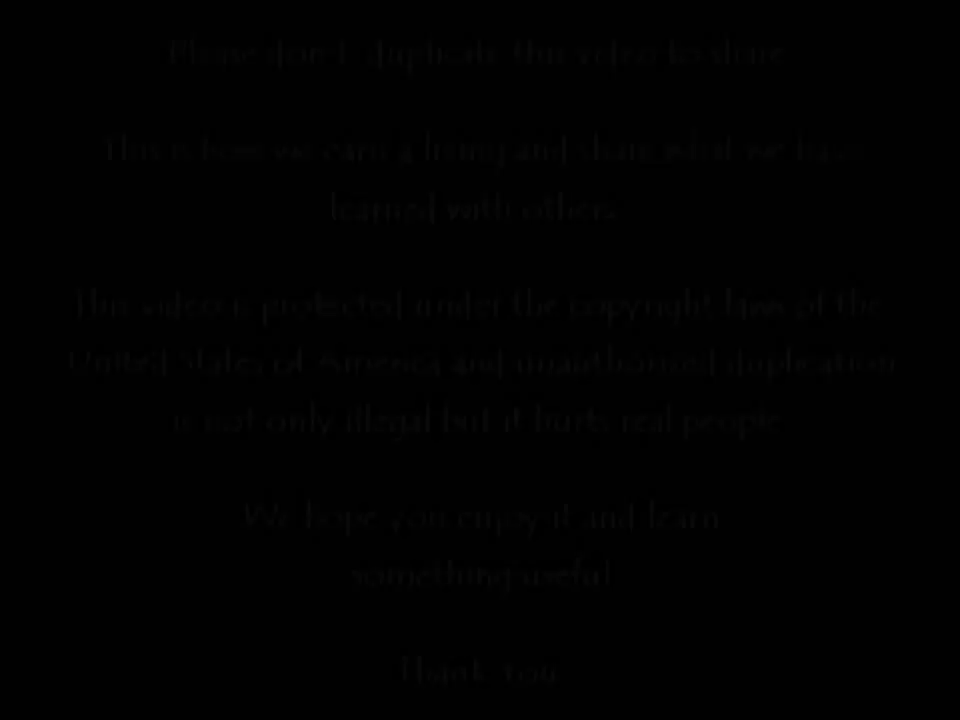 Please don't duplicate this video to share
This is how we earn a living and share what we have
learned with others
This video is protected under the copyright laws of the
United States of America and unauthorized duplication
is not only illegal but it hurts real people
We hope you enjoy it and learn
something useful
Thank You